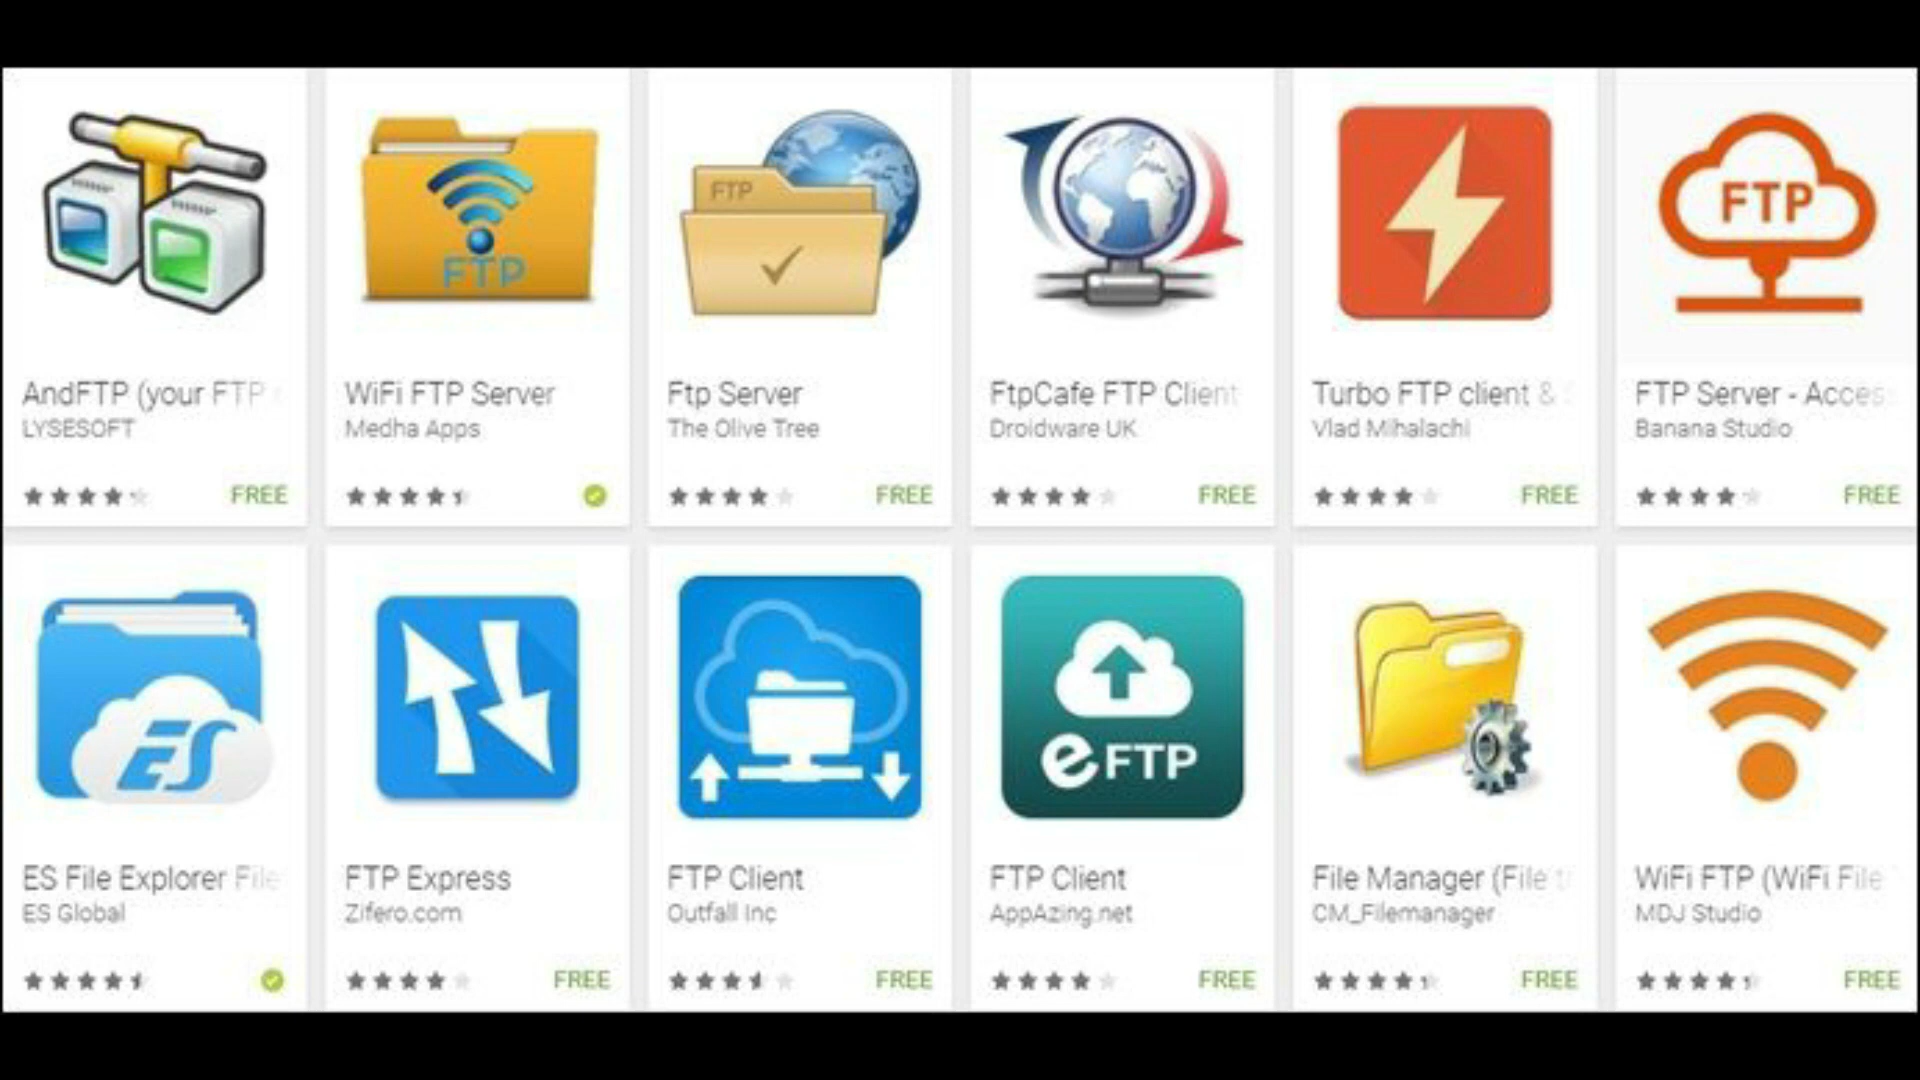 FTP
FTP
FTP
AndFTP (your FTP
LYSESOFT
FREE
WiFi FTP Server
Medha Apps
Ftp Server
The Olive Tree
FREE
FtpCafe FTP Client
Droidware UK
FREE
Turbo FTP client &
Vlad Mihalachi
FREE
FTP Server - Acces
Banana Studio
FREE
ES
eFTP
ES File Explorer File
ES Global
FTP Express
Zifero.com
FREE
FTP Client
Outfall Inc
FREE
FTP Client
AppAzing.net
FREE
File Manager (File
CM_Filemanager
FREE
WiFi FTP (WiFi File
MDJ Studio
FREE